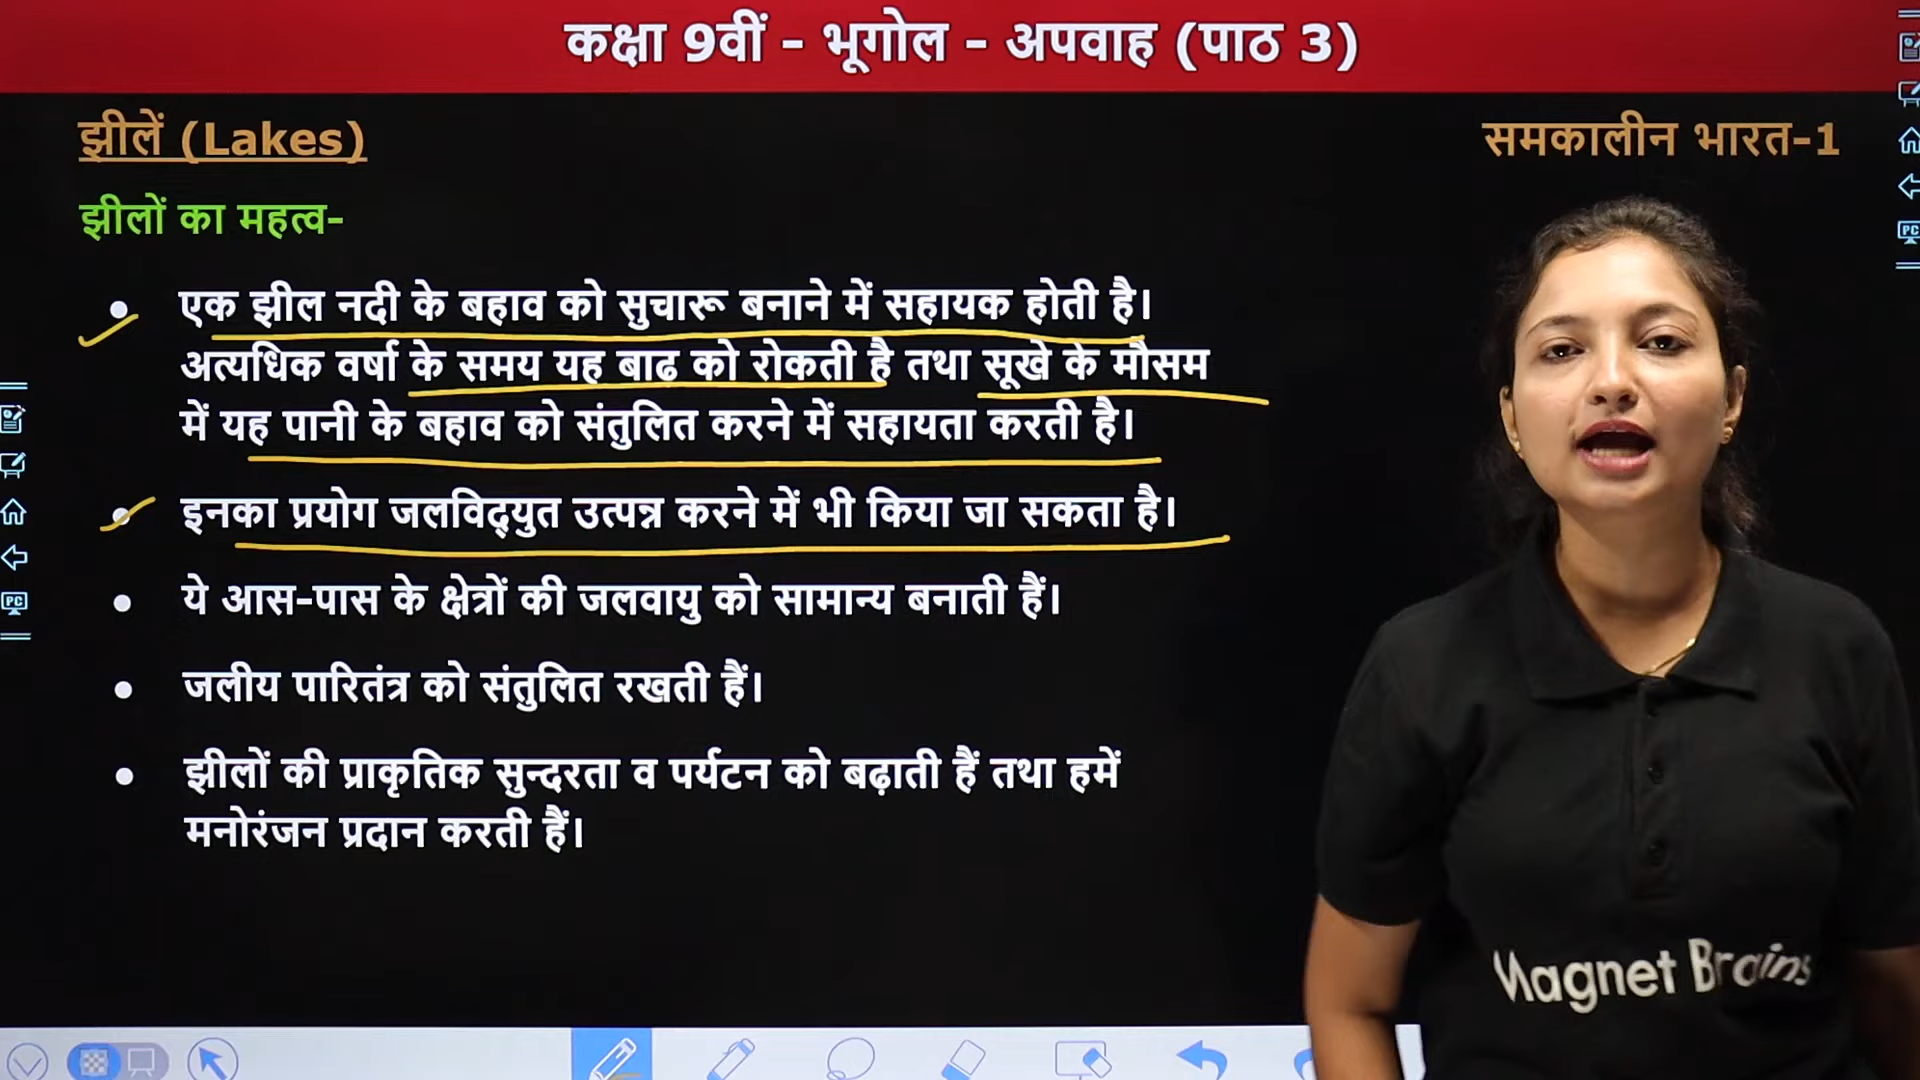 कक्षा 9वीं - भूगोल - अपवाह (पाठ 3)
झीलें (Lakes)
समकालीन भारत-1
झीलों का महत्व-
• एक झील नदी के बहाव को सुचारू बनाने में सहायक होती है।
अत्यधिक वर्षा के समय यह बाढ को रोकती है तथा सूखे के मौसम
में यह पानी के बहाव को संतुलित करने में सहायता करती है।
• इनका प्रयोग जलविद्युत उत्पन्न करने में भी किया जा सकता है।
• ये आस-पास के क्षेत्रों की जलवायु को सामान्य बनाती हैं।
• जलीय पारितंत्र को संतुलित रखती हैं।
• झीलों की प्राकृतिक सुन्दरता व पर्यटन को बढ़ाती हैं तथा हमें
मनोरंजन प्रदान करती हैं।
Magnet Brains
PC
PC